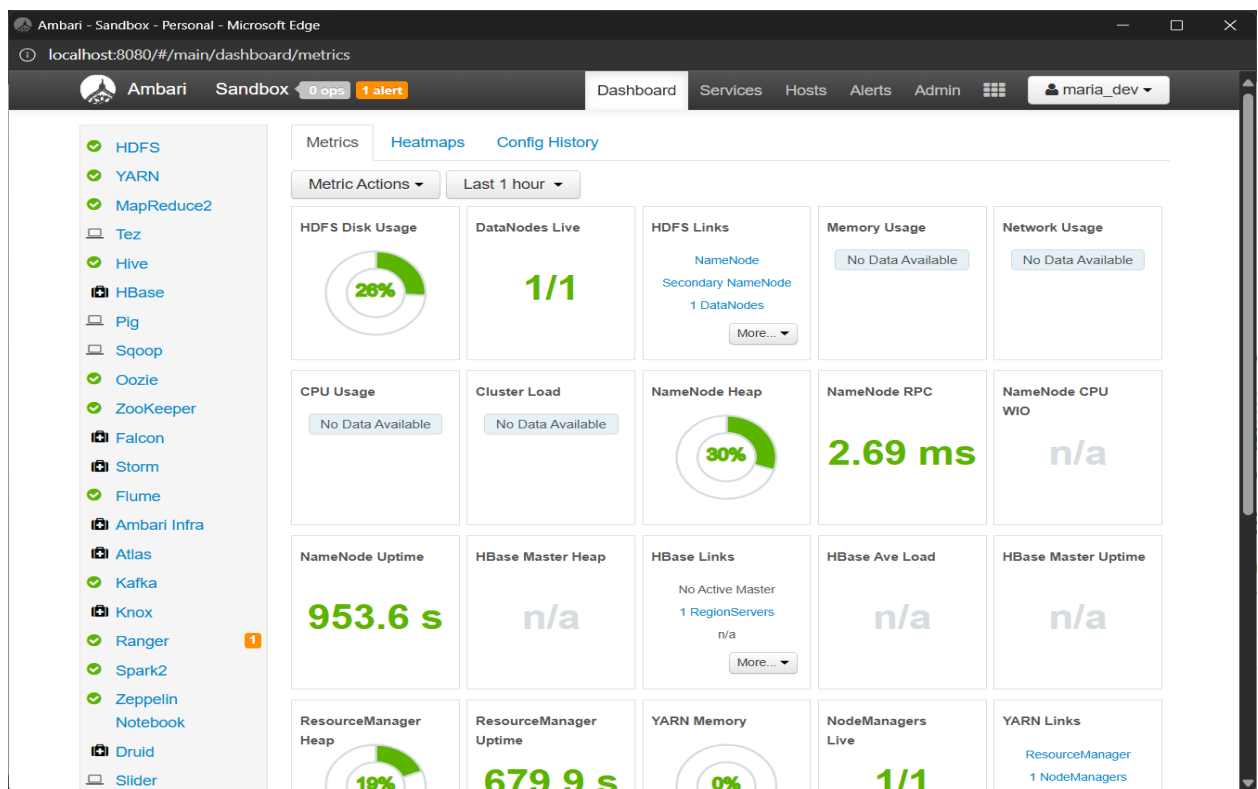 Ambari - Sandbox - Personal - Microsoft Edge
localhost:8080/#/main/dashboard/metrics
Ambari Sandbox 0 ops 1 alert Dashboard Services Hosts Alerts Admin maria_dev
HDFS
YARN
MapReduce2
Tez
Hive
HBase
Pig
Sqoop
Oozie
ZooKeeper
Falcon
Storm
Flume
Ambari Infra
Atlas
Kafka
Knox
Ranger 1
Spark2
Zeppelin
Notebook
Druid
Slider
Metrics Heatmaps Config History
Metric Actions Last 1 hour
HDFS Disk Usage
26%
DataNodes Live
1/1
HDFS Links
NameNode
Secondary NameNode
1 DataNodes
More...
Memory Usage
No Data Available
Network Usage
No Data Available
CPU Usage
No Data Available
Cluster Load
No Data Available
NameNode Heap
30%
NameNode RPC
2.69 ms
NameNode CPU
WIO
n/a
NameNode Uptime
953.6 s
HBase Master Heap
n/a
HBase Links
No Active Master
1 RegionServers
n/a
More...
HBase Ave Load
n/a
HBase Master Uptime
n/a
ResourceManager
Heap
19%
ResourceManager
Uptime
679.9 s
YARN Memory
0%
NodeManagers
Live
1/1
YARN Links
ResourceManager
1 NodeManagers